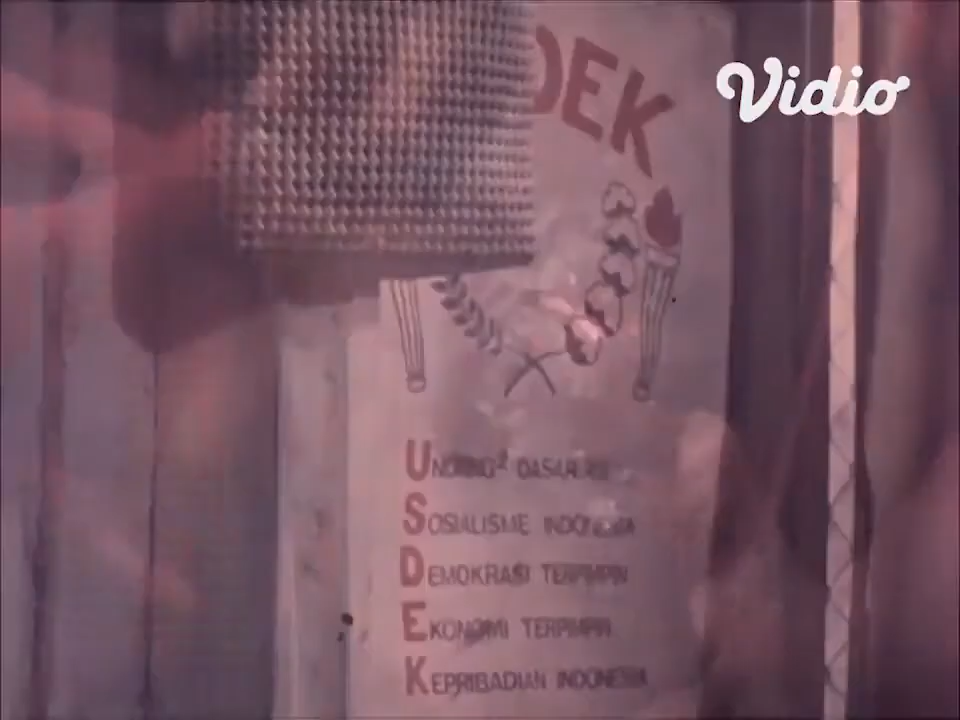 Vidio
DEK
UNDANG² DASAR
SOSIALISME INDONESIA
DEMOKRASI TERPIMPIN
EKONOMI TERPIMPIN
KEPRIBADIAN INDONESIA